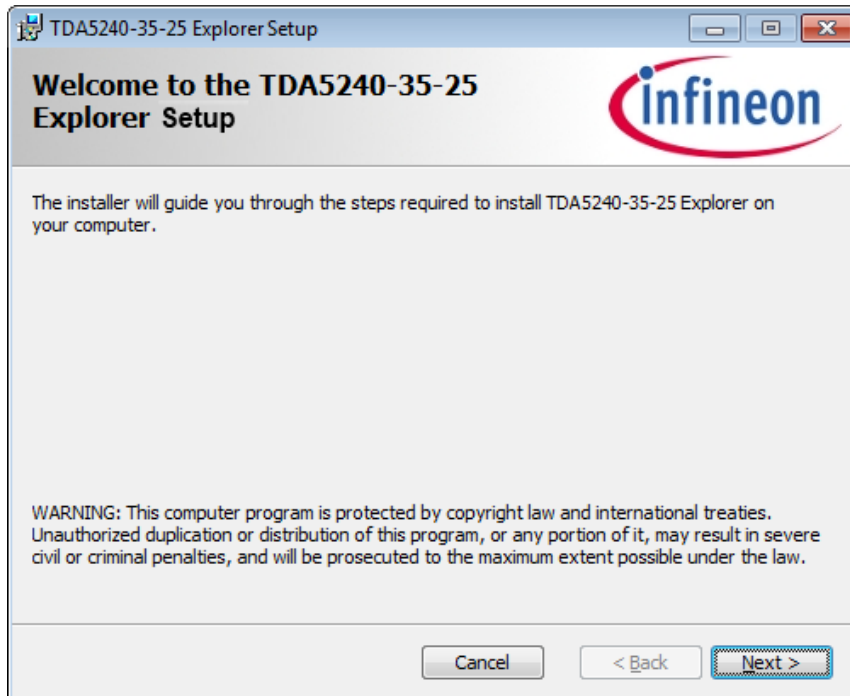 TDA5240-35-25 Explorer Setup
Welcome to the TDA5240-35-25
Explorer Setup
infineon
The installer will guide you through the steps required to install TDA5240-35-25 Explorer on
your computer.
WARNING: This computer program is protected by copyright law and international treaties.
Unauthorized duplication or distribution of this program, or any portion of it, may result in severe
civil or criminal penalties, and will be prosecuted to the maximum extent possible under the law.
Cancel
< Back
Next >